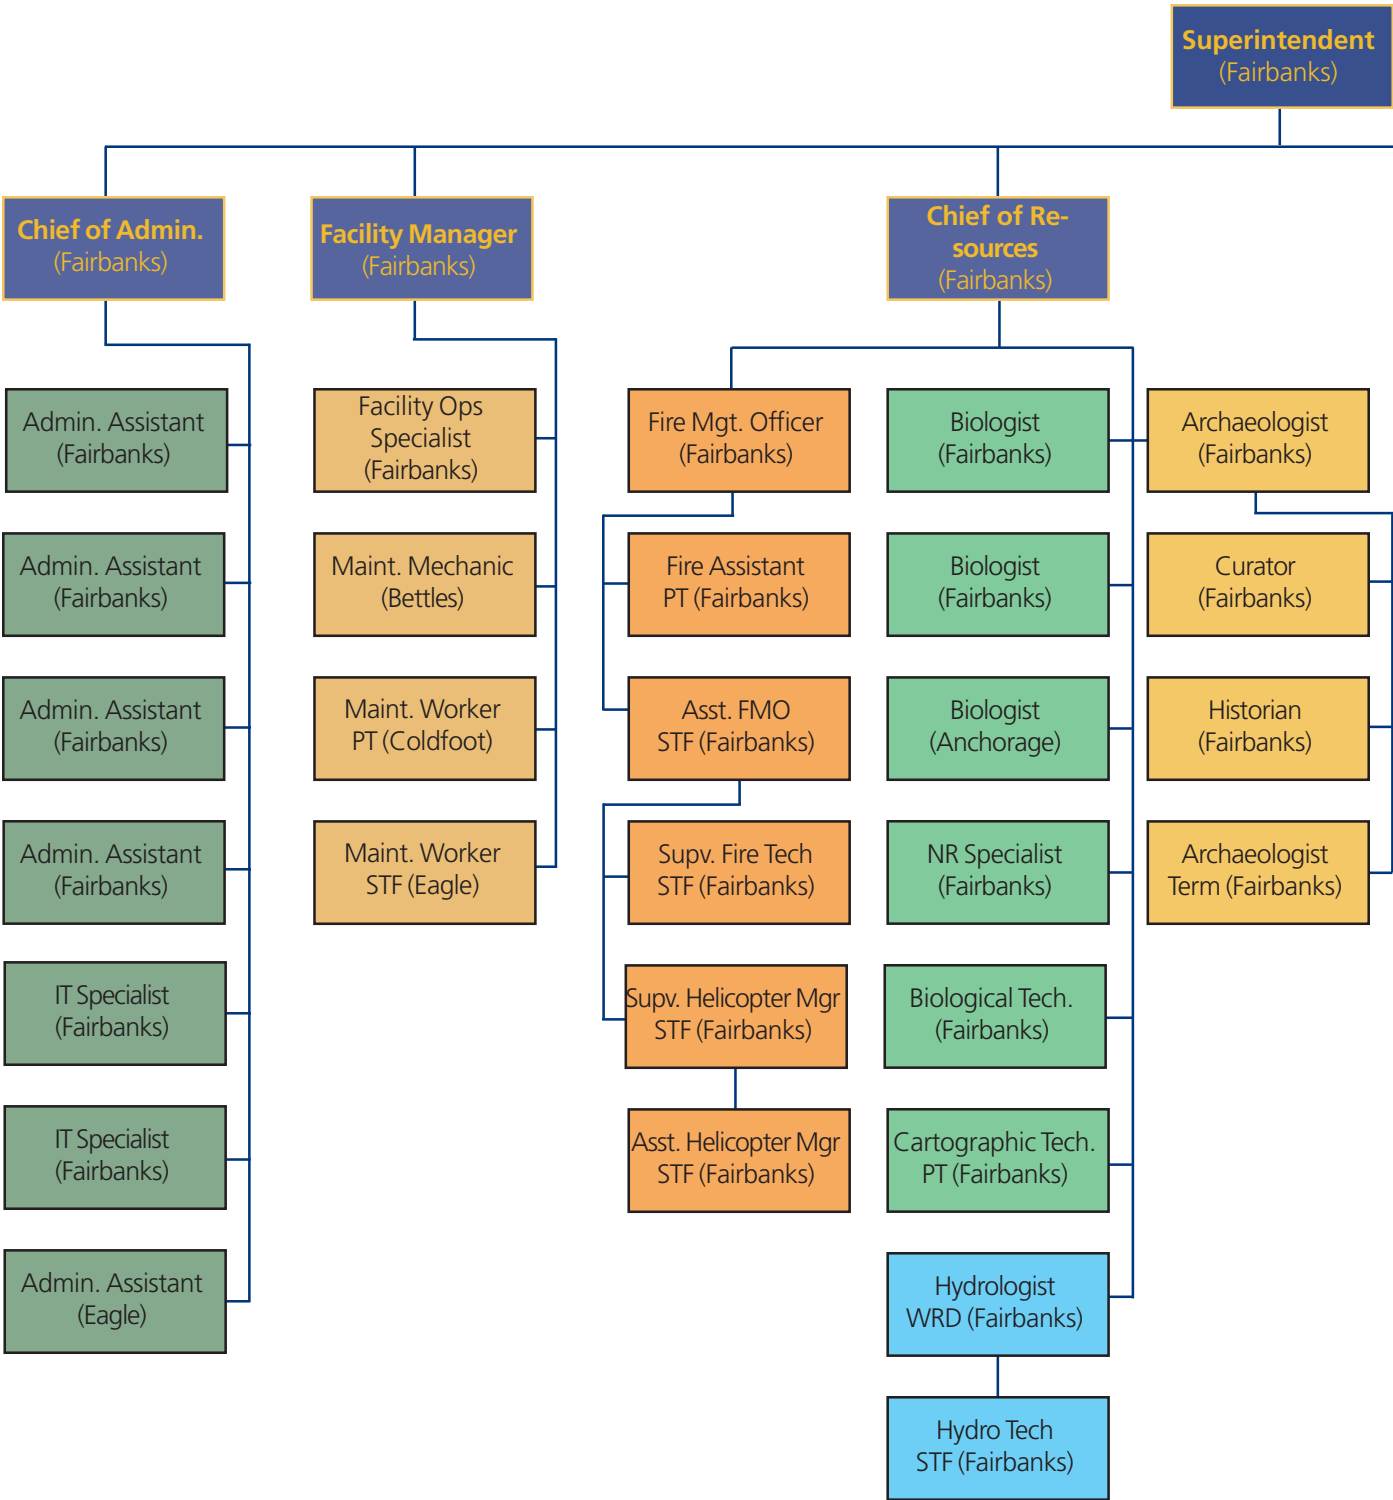 Superintendent
(Fairbanks)
Chief of Admin.
(Fairbanks)
Facility Manager
(Fairbanks)
Chief of Re-
sources
(Fairbanks)
Admin. Assistant
(Fairbanks)
Admin. Assistant
(Fairbanks)
Admin. Assistant
(Fairbanks)
Admin. Assistant
(Fairbanks)
IT Specialist
(Fairbanks)
IT Specialist
(Fairbanks)
Admin. Assistant
(Eagle)
Facility Ops
Specialist
(Fairbanks)
Maint. Mechanic
(Bettles)
Maint. Worker
PT (Coldfoot)
Maint. Worker
STF (Eagle)
Fire Mgt. Officer
(Fairbanks)
Fire Assistant
PT (Fairbanks)
Asst. FMO
STF (Fairbanks)
Supv. Fire Tech
STF (Fairbanks)
Supv. Helicopter Mgr
STF (Fairbanks)
Asst. Helicopter Mgr
STF (Fairbanks)
Biologist
(Fairbanks)
Biologist
(Fairbanks)
Biologist
(Anchorage)
NR Specialist
(Fairbanks)
Biological Tech.
(Fairbanks)
Cartographic Tech.
PT (Fairbanks)
Hydrologist
WRD (Fairbanks)
Hydro Tech
STF (Fairbanks)
Archaeologist
(Fairbanks)
Curator
(Fairbanks)
Historian
(Fairbanks)
Archaeologist
Term (Fairbanks)